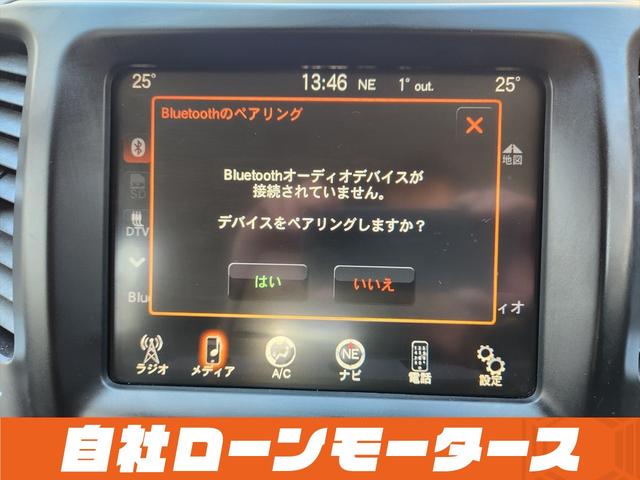 25° 13:46 NE 1° out. 25°
Bluetoothのペアリング
Bluetoothオーディオデバイスが
接続されていません。
デバイスをペアリングしますか？
はい いいえ
地図
SD
DTV
Blu
ィオ
NE
ラジオ メディア A/C ナビ 電話 設定
自社ローンモータース